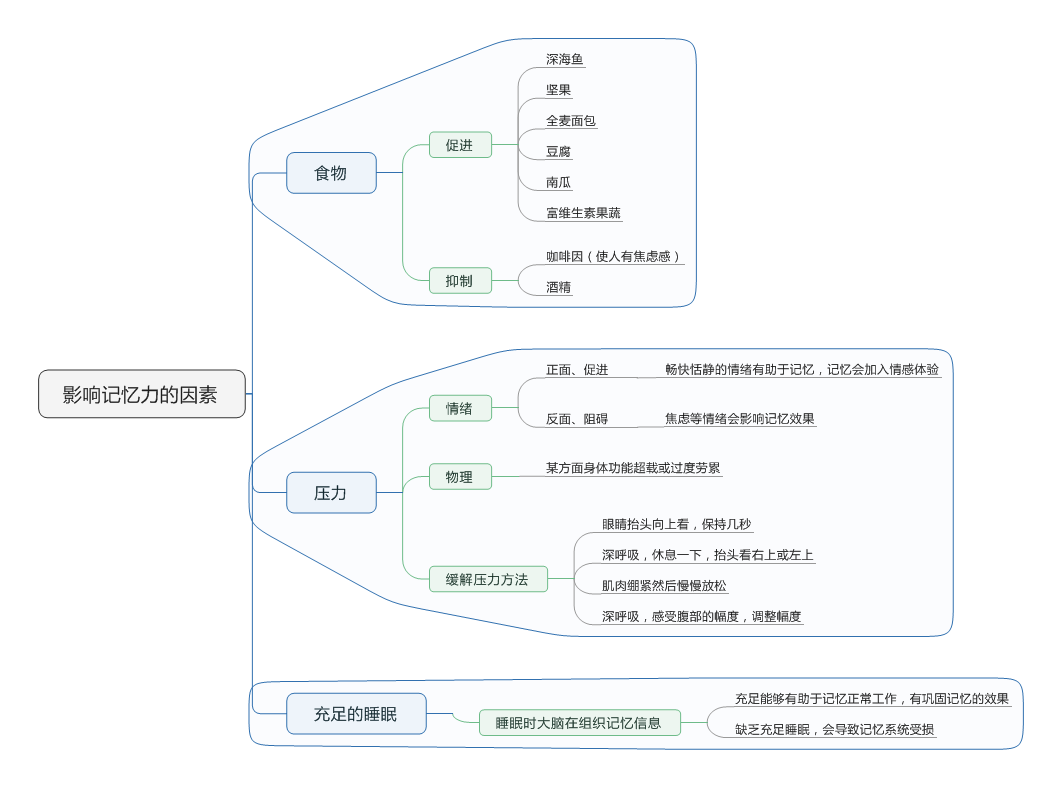 影响记忆力的因素
食物
促进
深海鱼
坚果
全麦面包
豆腐
南瓜
富维生素果蔬
抑制
咖啡因（使人有焦虑感）
酒精
压力
情绪
正面、促进
畅快恬静的情绪有助于记忆，记忆会加入情感体验
反面、阻碍
焦虑等情绪会影响记忆效果
物理
某方面身体功能超载或过度劳累
缓解压力方法
眼睛抬头向上看，保持几秒
深呼吸，休息一下，抬头看右上或左上
肌肉绷紧然后慢慢放松
深呼吸，感受腹部的幅度，调整幅度
充足的睡眠
睡眠时大脑在组织记忆信息
充足能够有助于记忆正常工作，有巩固记忆的效果
缺乏充足睡眠，会导致记忆系统受损